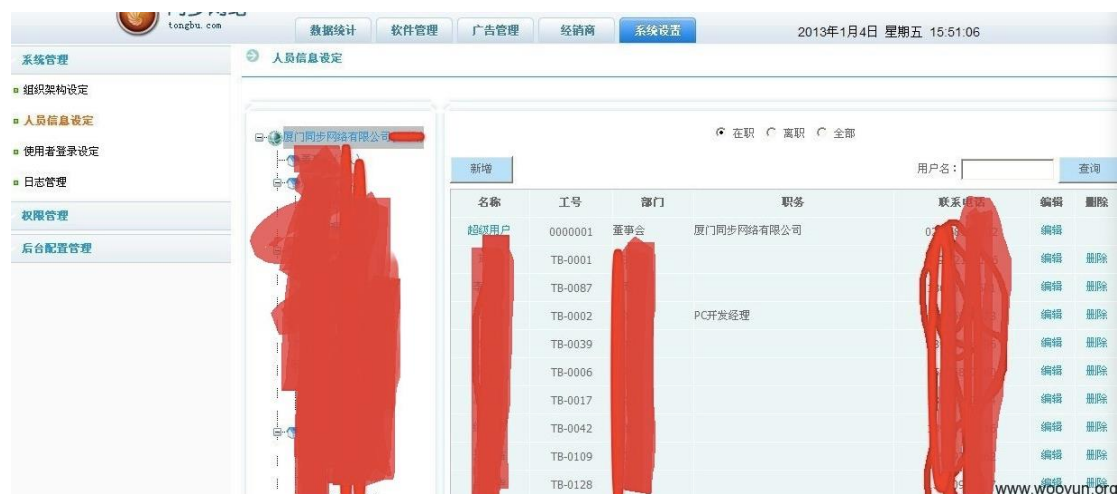 tongbu.com
数据统计 软件管理 广告管理 经销商 系统设置 2013年1月4日 星期五 15:51:06
系统管理
人员信息设定
组织架构设定
人员信息设定
使用者登录设定
日志管理
权限管理
后台配置管理
厦门同步网络有限公司
在职 离职 全部
新增 用户名： 查询
名称 工号 部门 职务 联系电话 编辑 删除
超级用户 0000001 董事会 厦门同步网络有限公司 编辑
TB-0001 编辑 删除
TB-0087 编辑 删除
TB-0002 PC开发经理 编辑 删除
TB-0039 编辑 删除
TB-0006 编辑 删除
TB-0017 编辑 删除
TB-0042 编辑 删除
TB-0109 编辑 删除
TB-0128 编辑 删除
www.wooyun.org